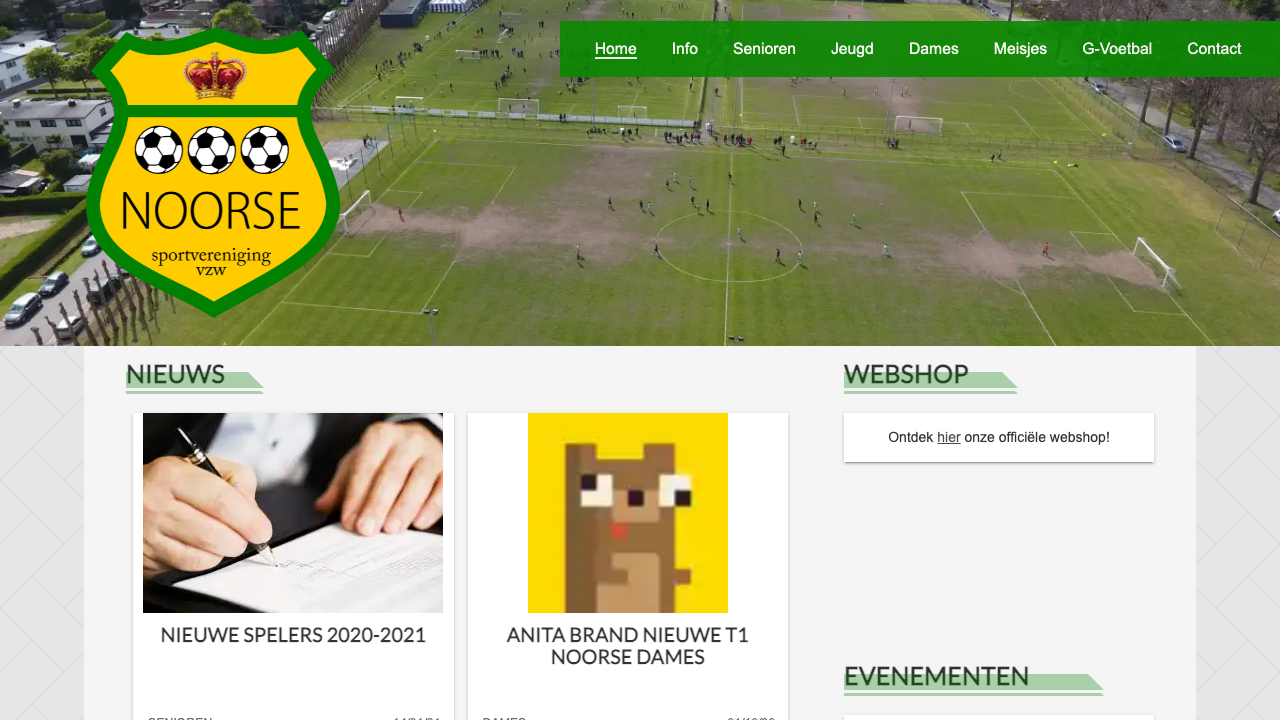 Home Info Senioren Jeugd Dames Meisjes G-Voetbal Contact
NOORSE
sportvereniging
vzw
NIEUWS
WEBSHOP
Ontdek hier onze officiële webshop!
NIEUWE SPELERS 2020-2021
ANITA BRAND NIEUWE T1
NOORSE DAMES
EVENEMENTEN